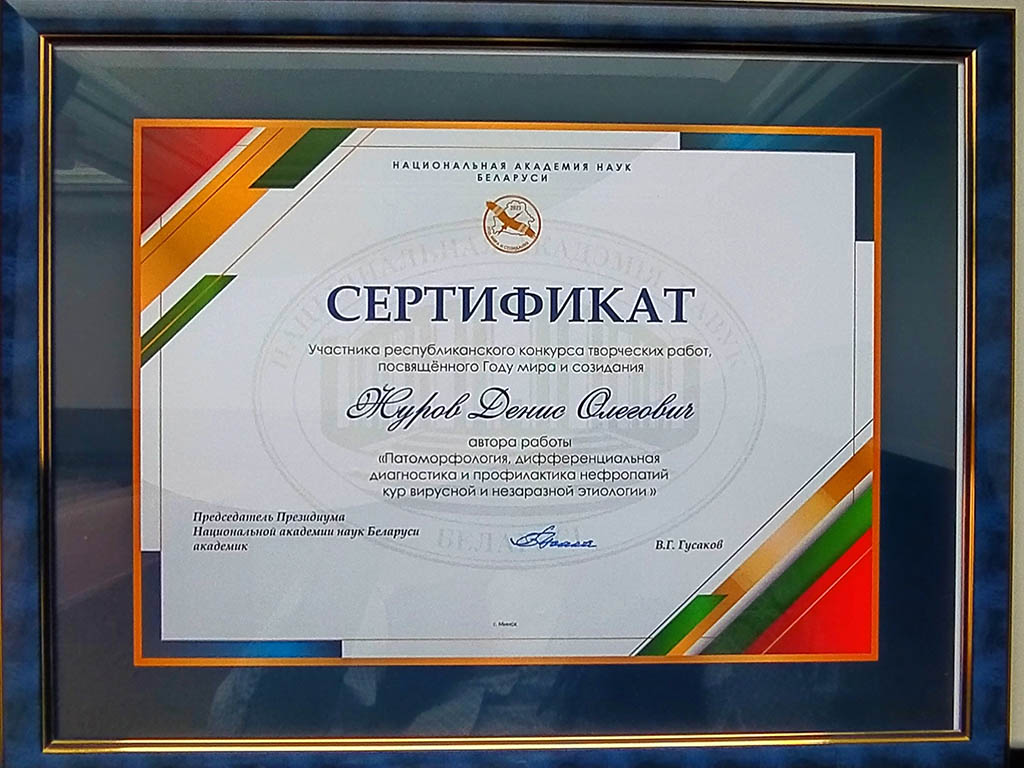 НАЦИОНАЛЬНАЯ АКАДЕМИЯ НАУК
БЕЛАРУСИ
2023
СЕРТИФИКАТ
Участника республиканского конкурса творческих работ,
посвящённого Году мира и созидания
Журов Денис Олегович
автора работы
«Патоморфология, дифференциальная
диагностика и профилактика нефропатий
кур вирусной и незаразной этиологии »
Председатель Президиума
Национальной академии наук Беларуси
академик
В.Г. Гусаков
г. Минск